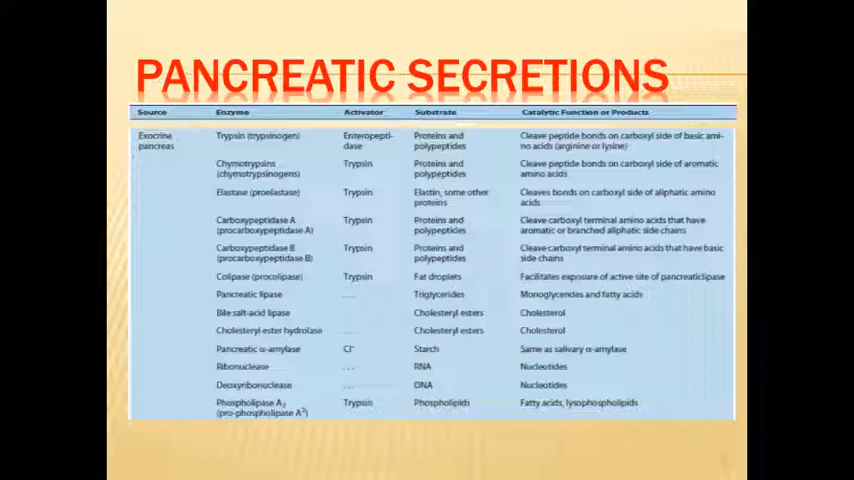 PANCREATIC SECRETIONS
Source Enzyme Activator Substrate Catalytic Function or Products
Exocrine Trypsin (trypsinogen) Enteropepti- Proteins and Cleave peptide bonds on carboxyl side of basic ami-
pancreas dase polypeptides no acids (arginine or lysine)
Chymotrypsins Trypsin Proteins and Cleave peptide bonds on carboxyl side of aromatic
(chymotrypsinogens) polypeptides amino acids
Elastase (proelastase) Trypsin Elastin, some other Cleaves bonds on carboxyl side of aliphatic amino
proteins acids
Carboxypeptidase A Trypsin Proteins and Cleave carboxyl terminal amino acids that have
(procarboxypeptidase A) polypeptides aromatic or branched aliphatic side chains
Carboxypeptidase B Trypsin Proteins and Cleave carboxyl terminal amino acids that have basic
(procarboxypeptidase B) polypeptides side chains
Colipase (procolipase) Trypsin Fat droplets Facilitates exposure of active site of pancreaticlipase
Pancreatic lipase . . . Triglycerides Monoglycerides and fatty acids
Bile salt-acid lipase Cholesteryl esters Cholesterol
Cholesteryl ester hydrolase . . . Cholesteryl esters Cholesterol
Pancreatic α-amylase Cl⁻ Starch Same as salivary α-amylase
Ribonuclease . . . RNA Nucleotides
Deoxyribonuclease . . . DNA Nucleotides
Phospholipase A₂ Trypsin Phospholipids Fatty acids, lysophospholipids
(pro-phospholipase A²)